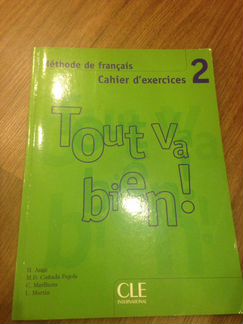 Méthode de français
Cahier d'exercices 2
Tout va
bien!
H. Augé
M.D. Cañada Pujols
C. Marlhens
L. Martin
CLE
INTERNATIONAL